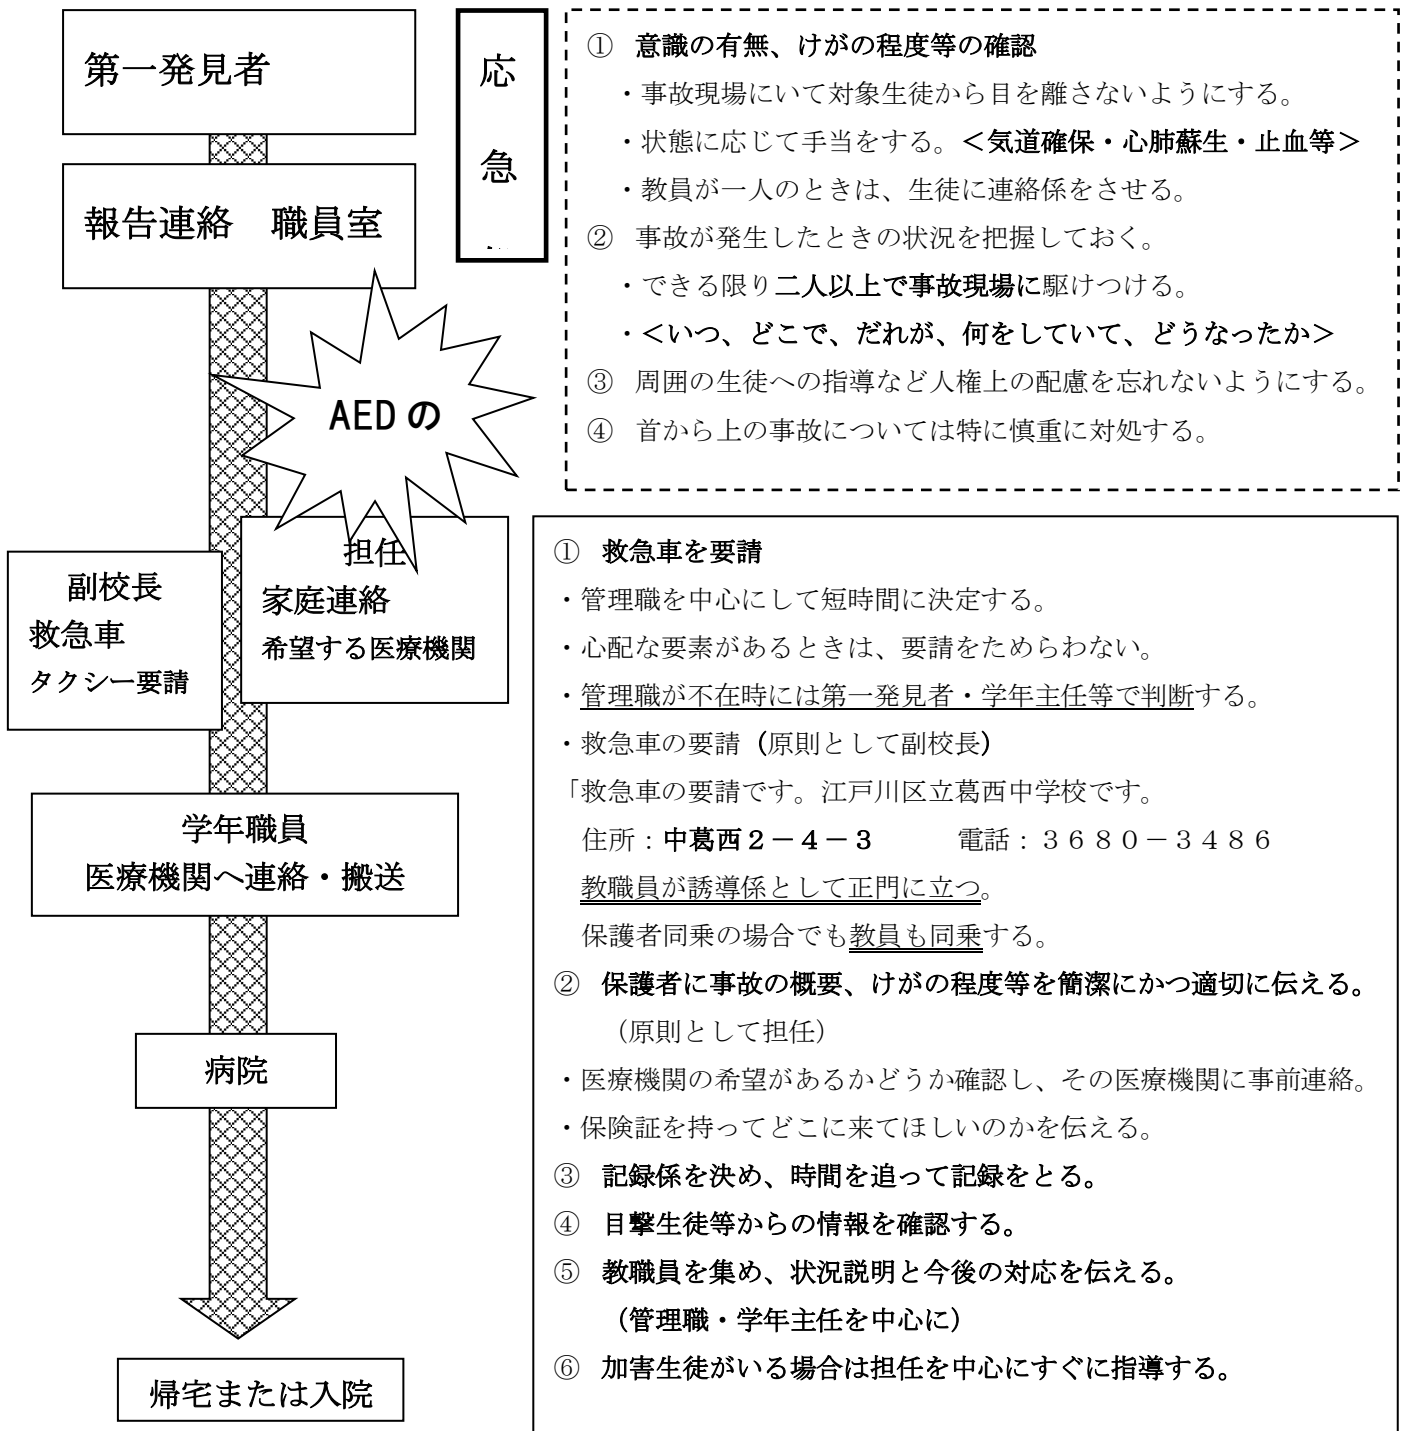 第一発見者
報告連絡　職員室
応
急
AEDの
① 意識の有無、けがの程度等の確認
・事故現場にいて対象生徒から目を離さないようにする。
・状態に応じて手当をする。＜気道確保・心肺蘇生・止血等＞
・教員が一人のときは、生徒に連絡係をさせる。
② 事故が発生したときの状況を把握しておく。
・できる限り二人以上で事故現場に駆けつける。
・＜いつ、どこで、だれが、何をしていて、どうなったか＞
③ 周囲の生徒への指導など人権上の配慮を忘れないようにする。
④ 首から上の事故については特に慎重に対処する。
副校長
救急車
タクシー要請
担任
家庭連絡
希望する医療機関
学年職員
医療機関へ連絡・搬送
病院
帰宅または入院
① 救急車を要請
・管理職を中心にして短時間に決定する。
・心配な要素があるときは、要請をためらわない。
・管理職が不在時には第一発見者・学年主任等で判断する。
・救急車の要請（原則として副校長）
「救急車の要請です。江戸川区立葛西中学校です。
住所：中葛西２－４－３　　電話：３６８０－３４８６
教職員が誘導係として正門に立つ。
保護者同乗の場合でも教員も同乗する。
② 保護者に事故の概要、けがの程度等を簡潔にかつ適切に伝える。
（原則として担任）
・医療機関の希望があるかどうか確認し、その医療機関に事前連絡。
・保険証を持ってどこに来てほしいのかを伝える。
③ 記録係を決め、時間を追って記録をとる。
④ 目撃生徒等からの情報を確認する。
⑤ 教職員を集め、状況説明と今後の対応を伝える。
（管理職・学年主任を中心に）
⑥ 加害生徒がいる場合は担任を中心にすぐに指導する。